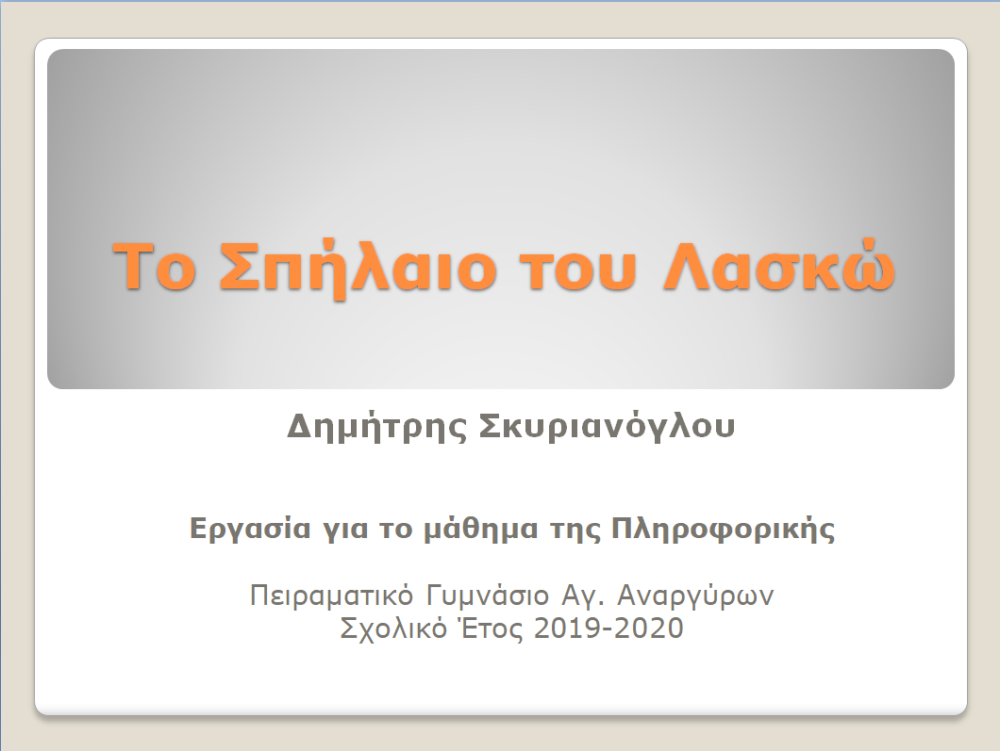 Το Σπήλαιο του Λασκώ
Δημήτρης Σκυριανόγλου
Εργασία για το μάθημα της Πληροφορικής
Πειραματικό Γυμνάσιο Αγ. Αναργύρων
Σχολικό Έτος 2019-2020